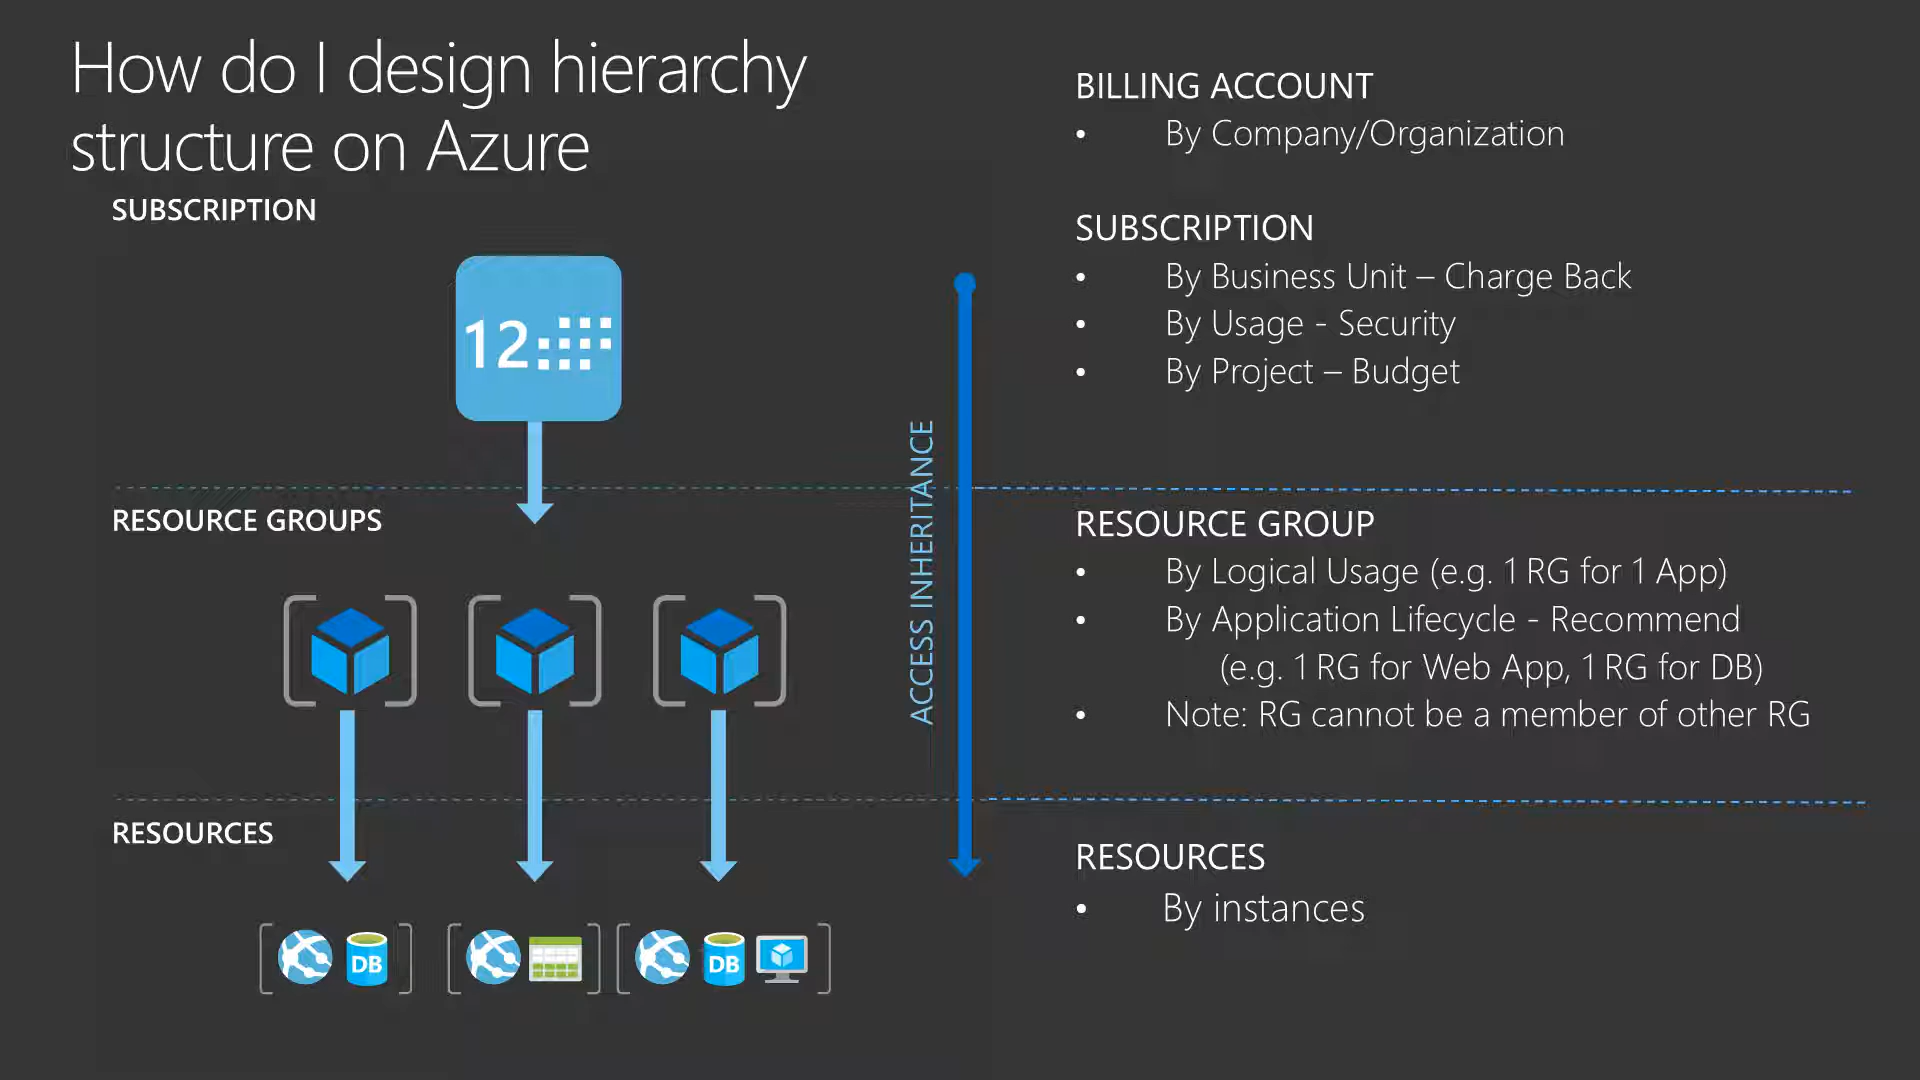 How do I design hierarchy
structure on Azure
SUBSCRIPTION
12
RESOURCE GROUPS
RESOURCES
DB
DB
ACCESS INHERITANCE
BILLING ACCOUNT
• By Company/Organization
SUBSCRIPTION
• By Business Unit – Charge Back
• By Usage - Security
• By Project – Budget
RESOURCE GROUP
• By Logical Usage (e.g. 1 RG for 1 App)
• By Application Lifecycle - Recommend
(e.g. 1 RG for Web App, 1 RG for DB)
• Note: RG cannot be a member of other RG
RESOURCES
• By instances